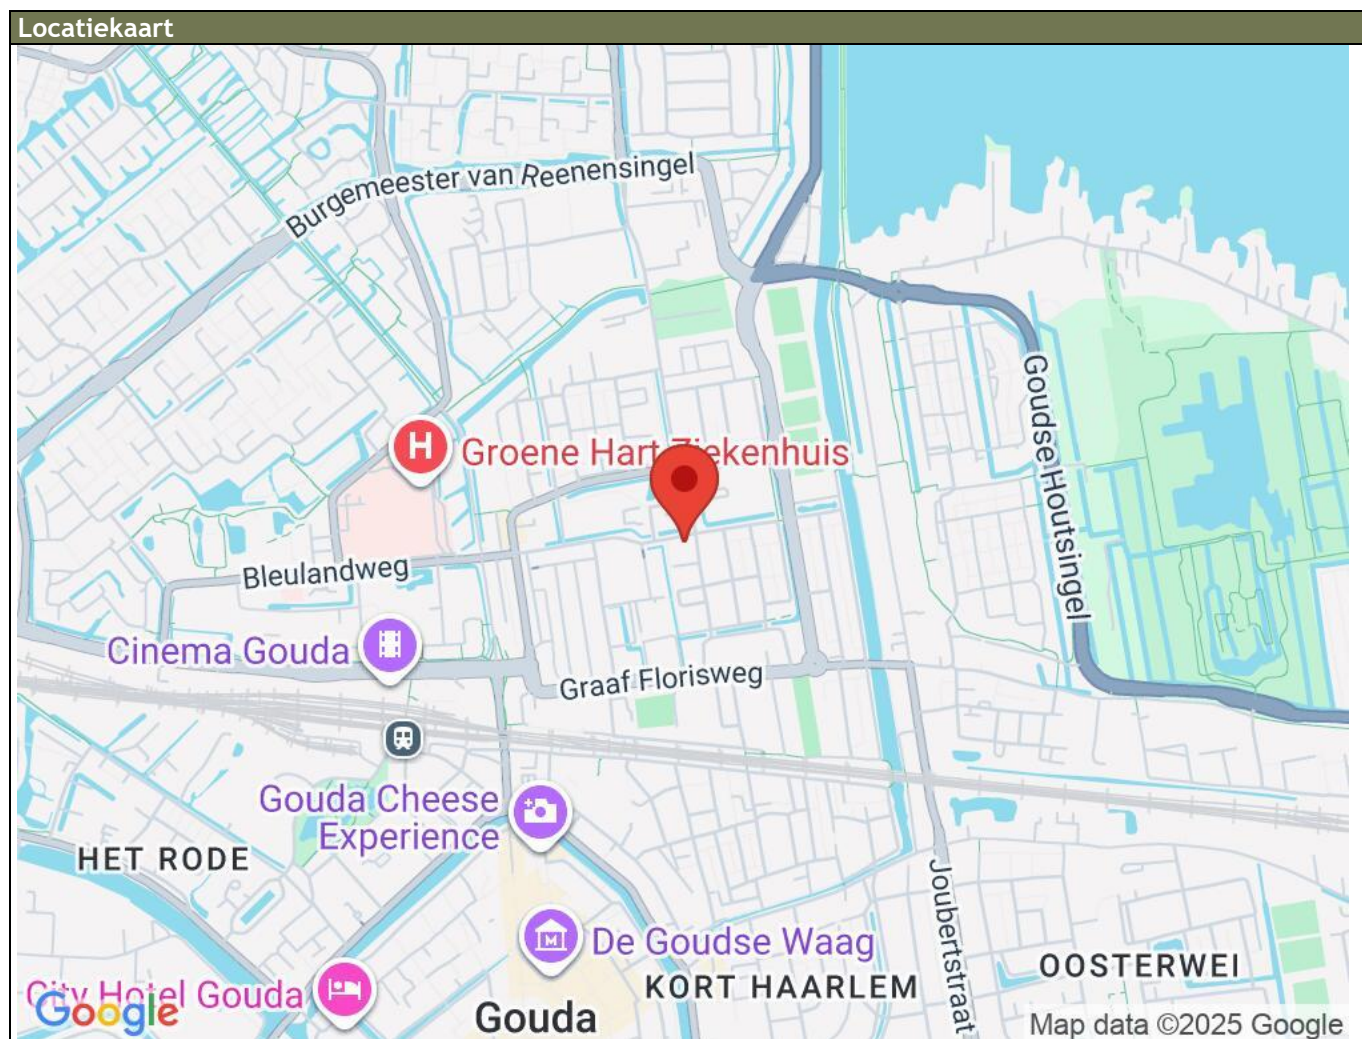 Locatiekaart
Burgemeester van Reenensingel
Goudse Houtsingel
H
Groene Hart Ziekenhuis
Bleulandweg
Cinema Gouda
Graaf Florisweg
Gouda Cheese
Experience
HET RODE
Joubertstraat
M
De Goudse Waag
OOSTERWEI
KORT HAARLEM
City Hotel Gouda
Google
Gouda
Map data ©2025 Google